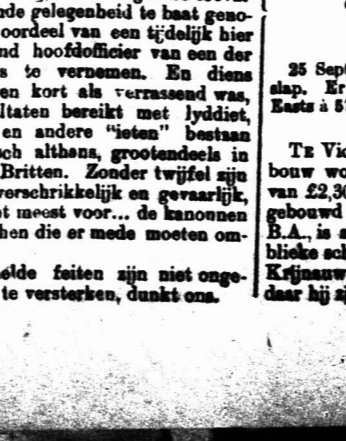 nde gelegenheid te baat geno-
oordeel van een tijdelijk hier
nd hoofdofficier van een der
s te vernemen. En diens
en kort als verrassend was,
ltaten bereikt met lyddiet,
en andere "ieten" bestaan
ch althans, grootendeels in
Britten. Zonder twijfel zijn
verschrikkelijk en gevaarlijk,
t meest voor... de kanonnen
hen die er mede moeten om-
elde feiten zijn niet onge-
te versterken, dunkt ons.
25 Sept
slap. Er
Easts à 5
TE Vic
bouw wo
van £2,30
gebouwd
B.A., is a
blieke sch
Krijnauw
daar hij zi